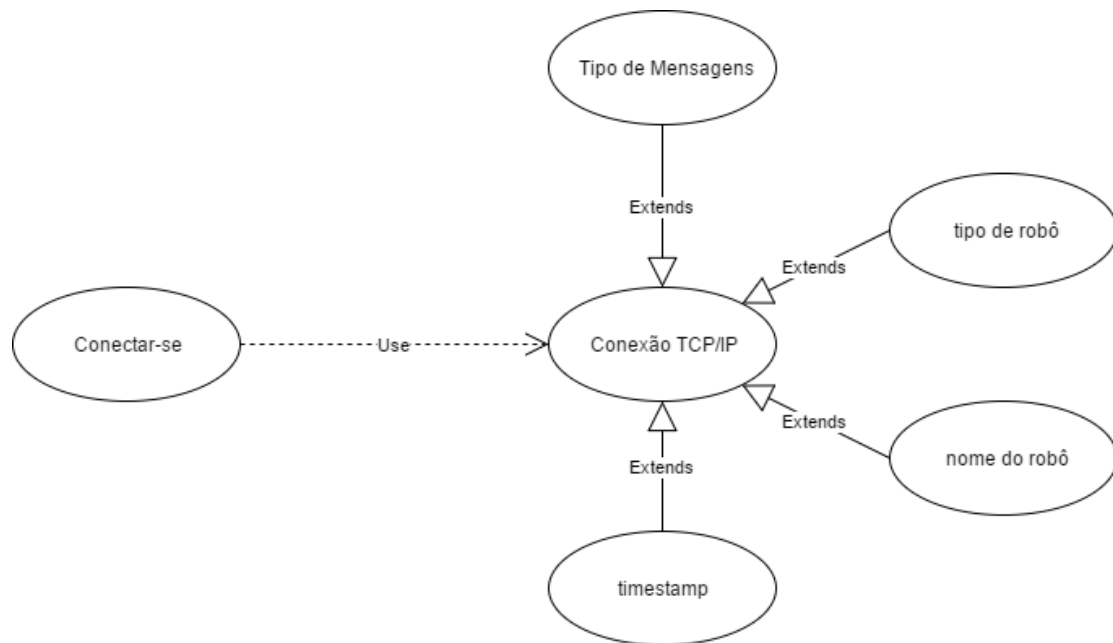 Tipo de Mensagens
Extends
tipo de robô
Extends
Conectar-se
Use
Conexão TCP/IP
Extends
nome do robô
Extends
timestamp